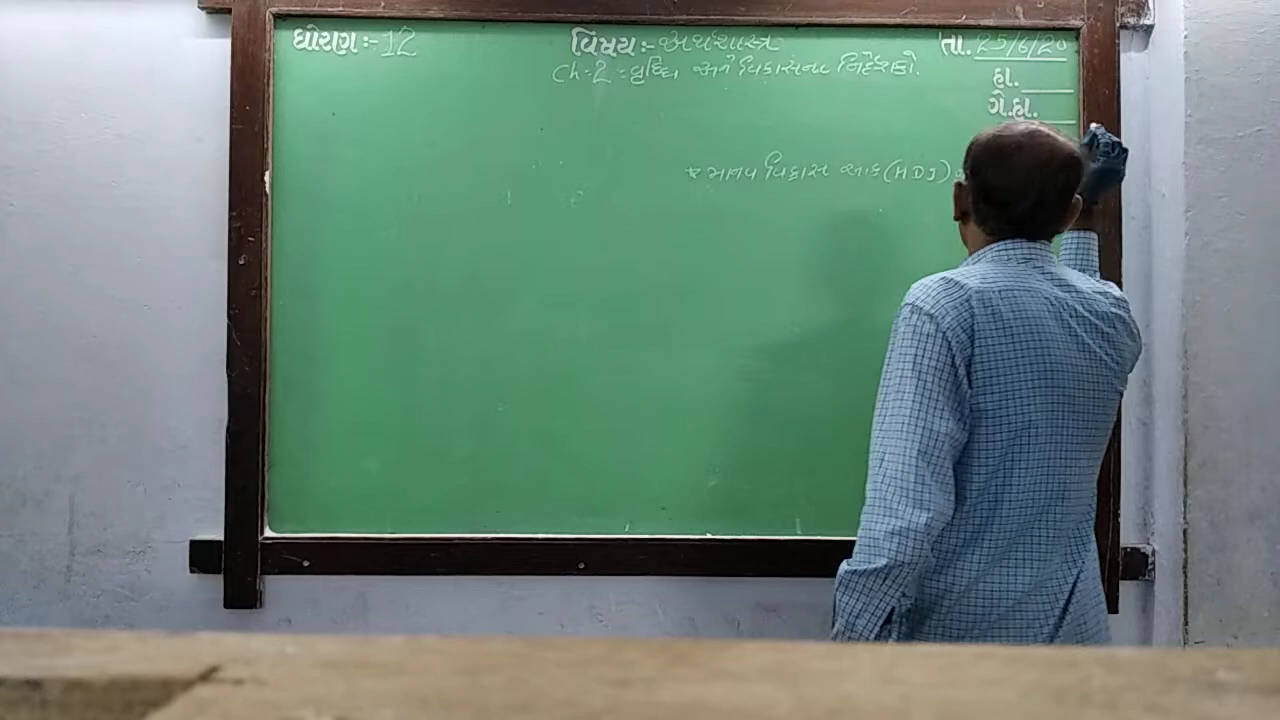 ધોરણ:- 12
વિષય:- અર્થશાસ્ત્ર
તા. 25/6/20
Ch-2 = વૃદ્ધિ અને વિકાસના નિર્દેશકો.
હા.
ગે.હા.
* માનવ વિકાસ આંક (HDI)